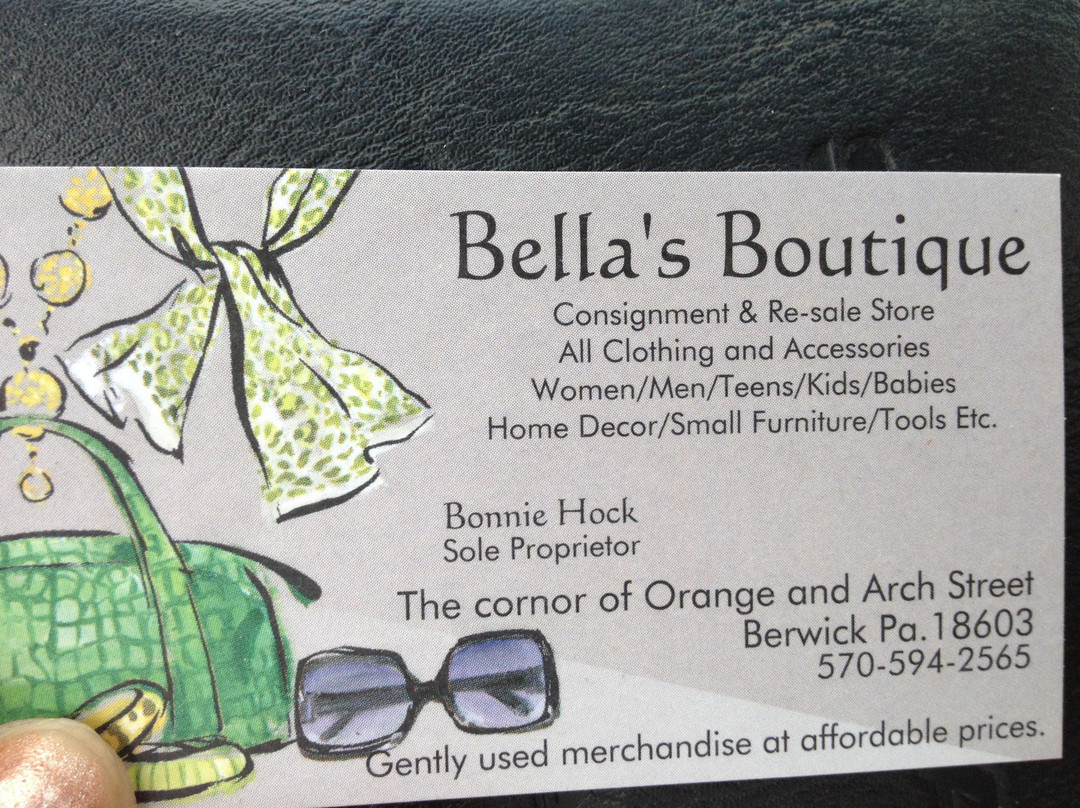 Bella's Boutique
Consignment & Re-sale Store
All Clothing and Accessories
Women/Men/Teens/Kids/Babies
Home Decor/Small Furniture/Tools Etc.
Bonnie Hock
Sole Proprietor
The cornor of Orange and Arch Street
Berwick Pa.18603
570-594-2565
Gently used merchandise at affordable prices.